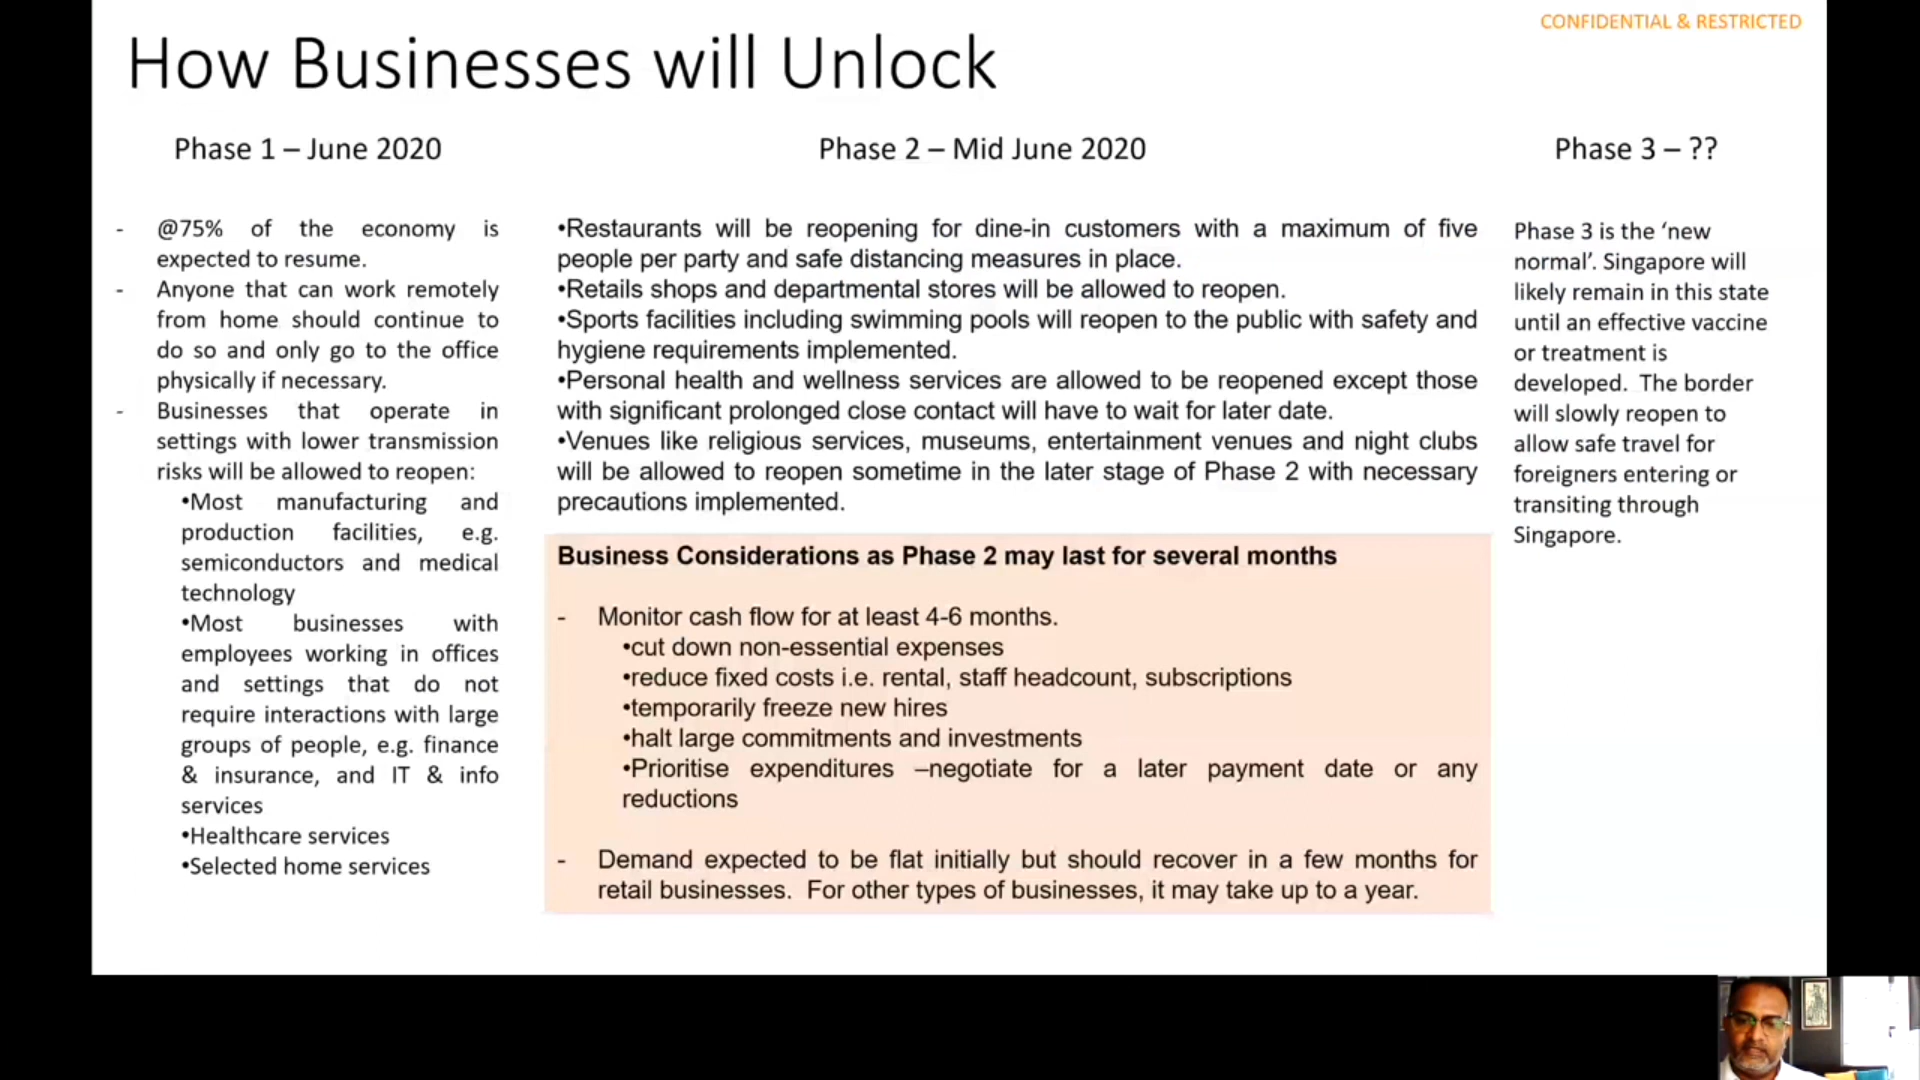 CONFIDENTIAL & RESTRICTED
How Businesses will Unlock
Phase 1 – June 2020
- @75% of the economy is
expected to resume.
- Anyone that can work remotely
from home should continue to
do so and only go to the office
physically if necessary.
- Businesses that operate in
settings with lower transmission
risks will be allowed to reopen:
•Most manufacturing and
production facilities, e.g.
semiconductors and medical
technology
•Most businesses with
employees working in offices
and settings that do not
require interactions with large
groups of people, e.g. finance
& insurance, and IT & info
services
•Healthcare services
•Selected home services
Phase 2 – Mid June 2020
•Restaurants will be reopening for dine-in customers with a maximum of five
people per party and safe distancing measures in place.
•Retails shops and departmental stores will be allowed to reopen.
•Sports facilities including swimming pools will reopen to the public with safety and
hygiene requirements implemented.
•Personal health and wellness services are allowed to be reopened except those
with significant prolonged close contact will have to wait for later date.
•Venues like religious services, museums, entertainment venues and night clubs
will be allowed to reopen sometime in the later stage of Phase 2 with necessary
precautions implemented.
Business Considerations as Phase 2 may last for several months
- Monitor cash flow for at least 4-6 months.
•cut down non-essential expenses
•reduce fixed costs i.e. rental, staff headcount, subscriptions
•temporarily freeze new hires
•halt large commitments and investments
•Prioritise expenditures –negotiate for a later payment date or any
reductions
- Demand expected to be flat initially but should recover in a few months for
retail businesses. For other types of businesses, it may take up to a year.
Phase 3 – ??
Phase 3 is the ‘new
normal’. Singapore will
likely remain in this state
until an effective vaccine
or treatment is
developed. The border
will slowly reopen to
allow safe travel for
foreigners entering or
transiting through
Singapore.